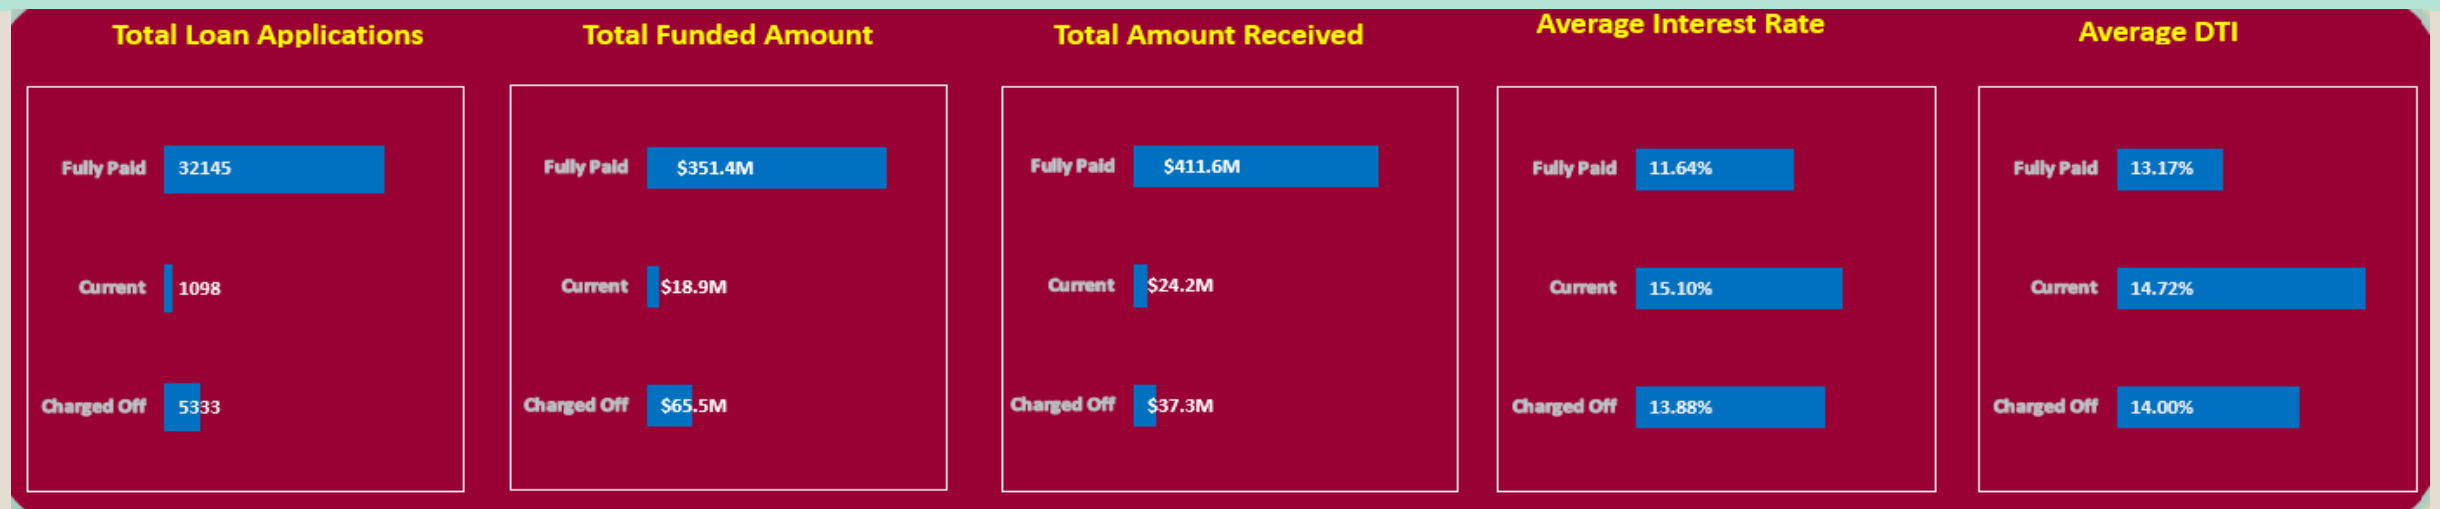 Total Loan Applications
Fully Paid 32145
Current 1098
Charged Off 5333
Total Funded Amount
Fully Paid $351.4M
Current $18.9M
Charged Off $65.5M
Total Amount Received
Fully Paid $411.6M
Current $24.2M
Charged Off $37.3M
Average Interest Rate
Fully Paid 11.64%
Current 15.10%
Charged Off 13.88%
Average DTI
Fully Paid 13.17%
Current 14.72%
Charged Off 14.00%